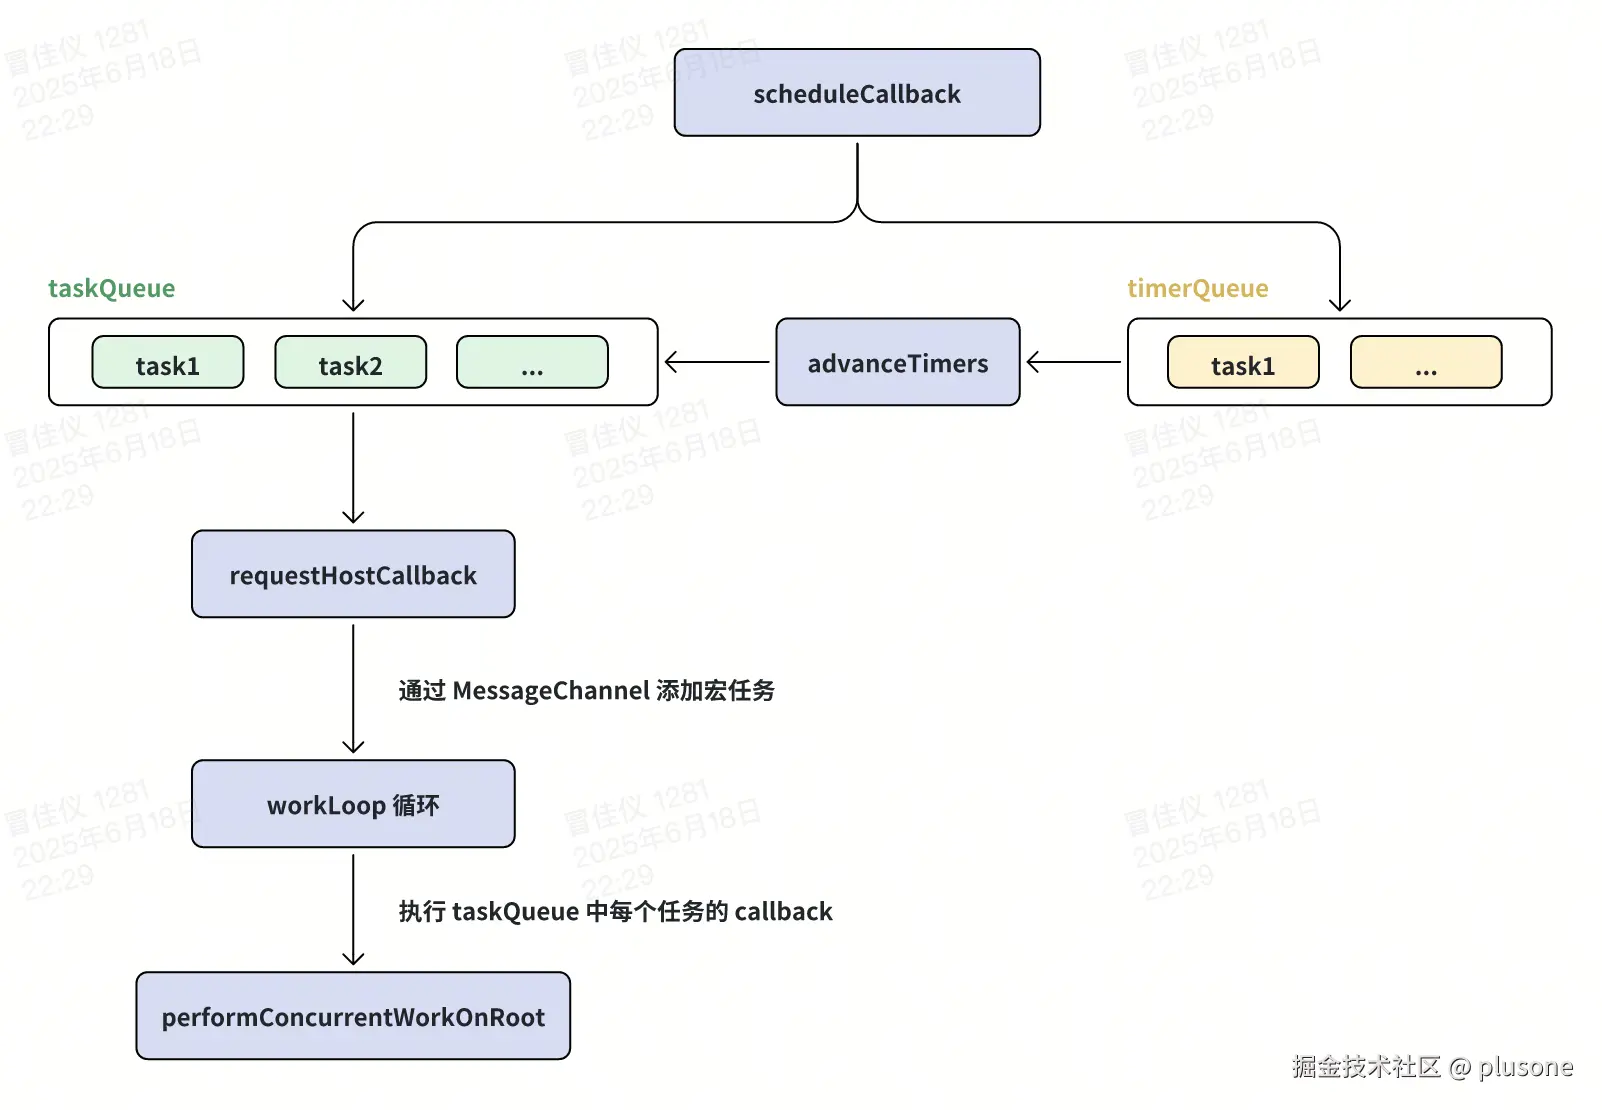 冒佳仪 1281
2025年6月18日
22:29
冒佳仪 1281
2025年6月18日
22:29
冒佳仪 1281
2025年6月18日
22:29
scheduleCallback
taskQueue
timerQueue
task1
task2
...
advanceTimers
task1
...
冒佳仪 1281
2025年6月18日
22:29
冒佳仪 1281
2025年6月18日
22:29
冒佳仪 1281
2025年6月18日
22:29
requestHostCallback
通过 MessageChannel 添加宏任务
workLoop 循环
冒佳仪 1281
2025年6月18日
22:29
冒佳仪 1281
2025年6月18日
22:29
冒佳仪 1281
2025年6月18日
22:29
执行 taskQueue 中每个任务的 callback
performConcurrentWorkOnRoot
掘金技术社区 @ plusone